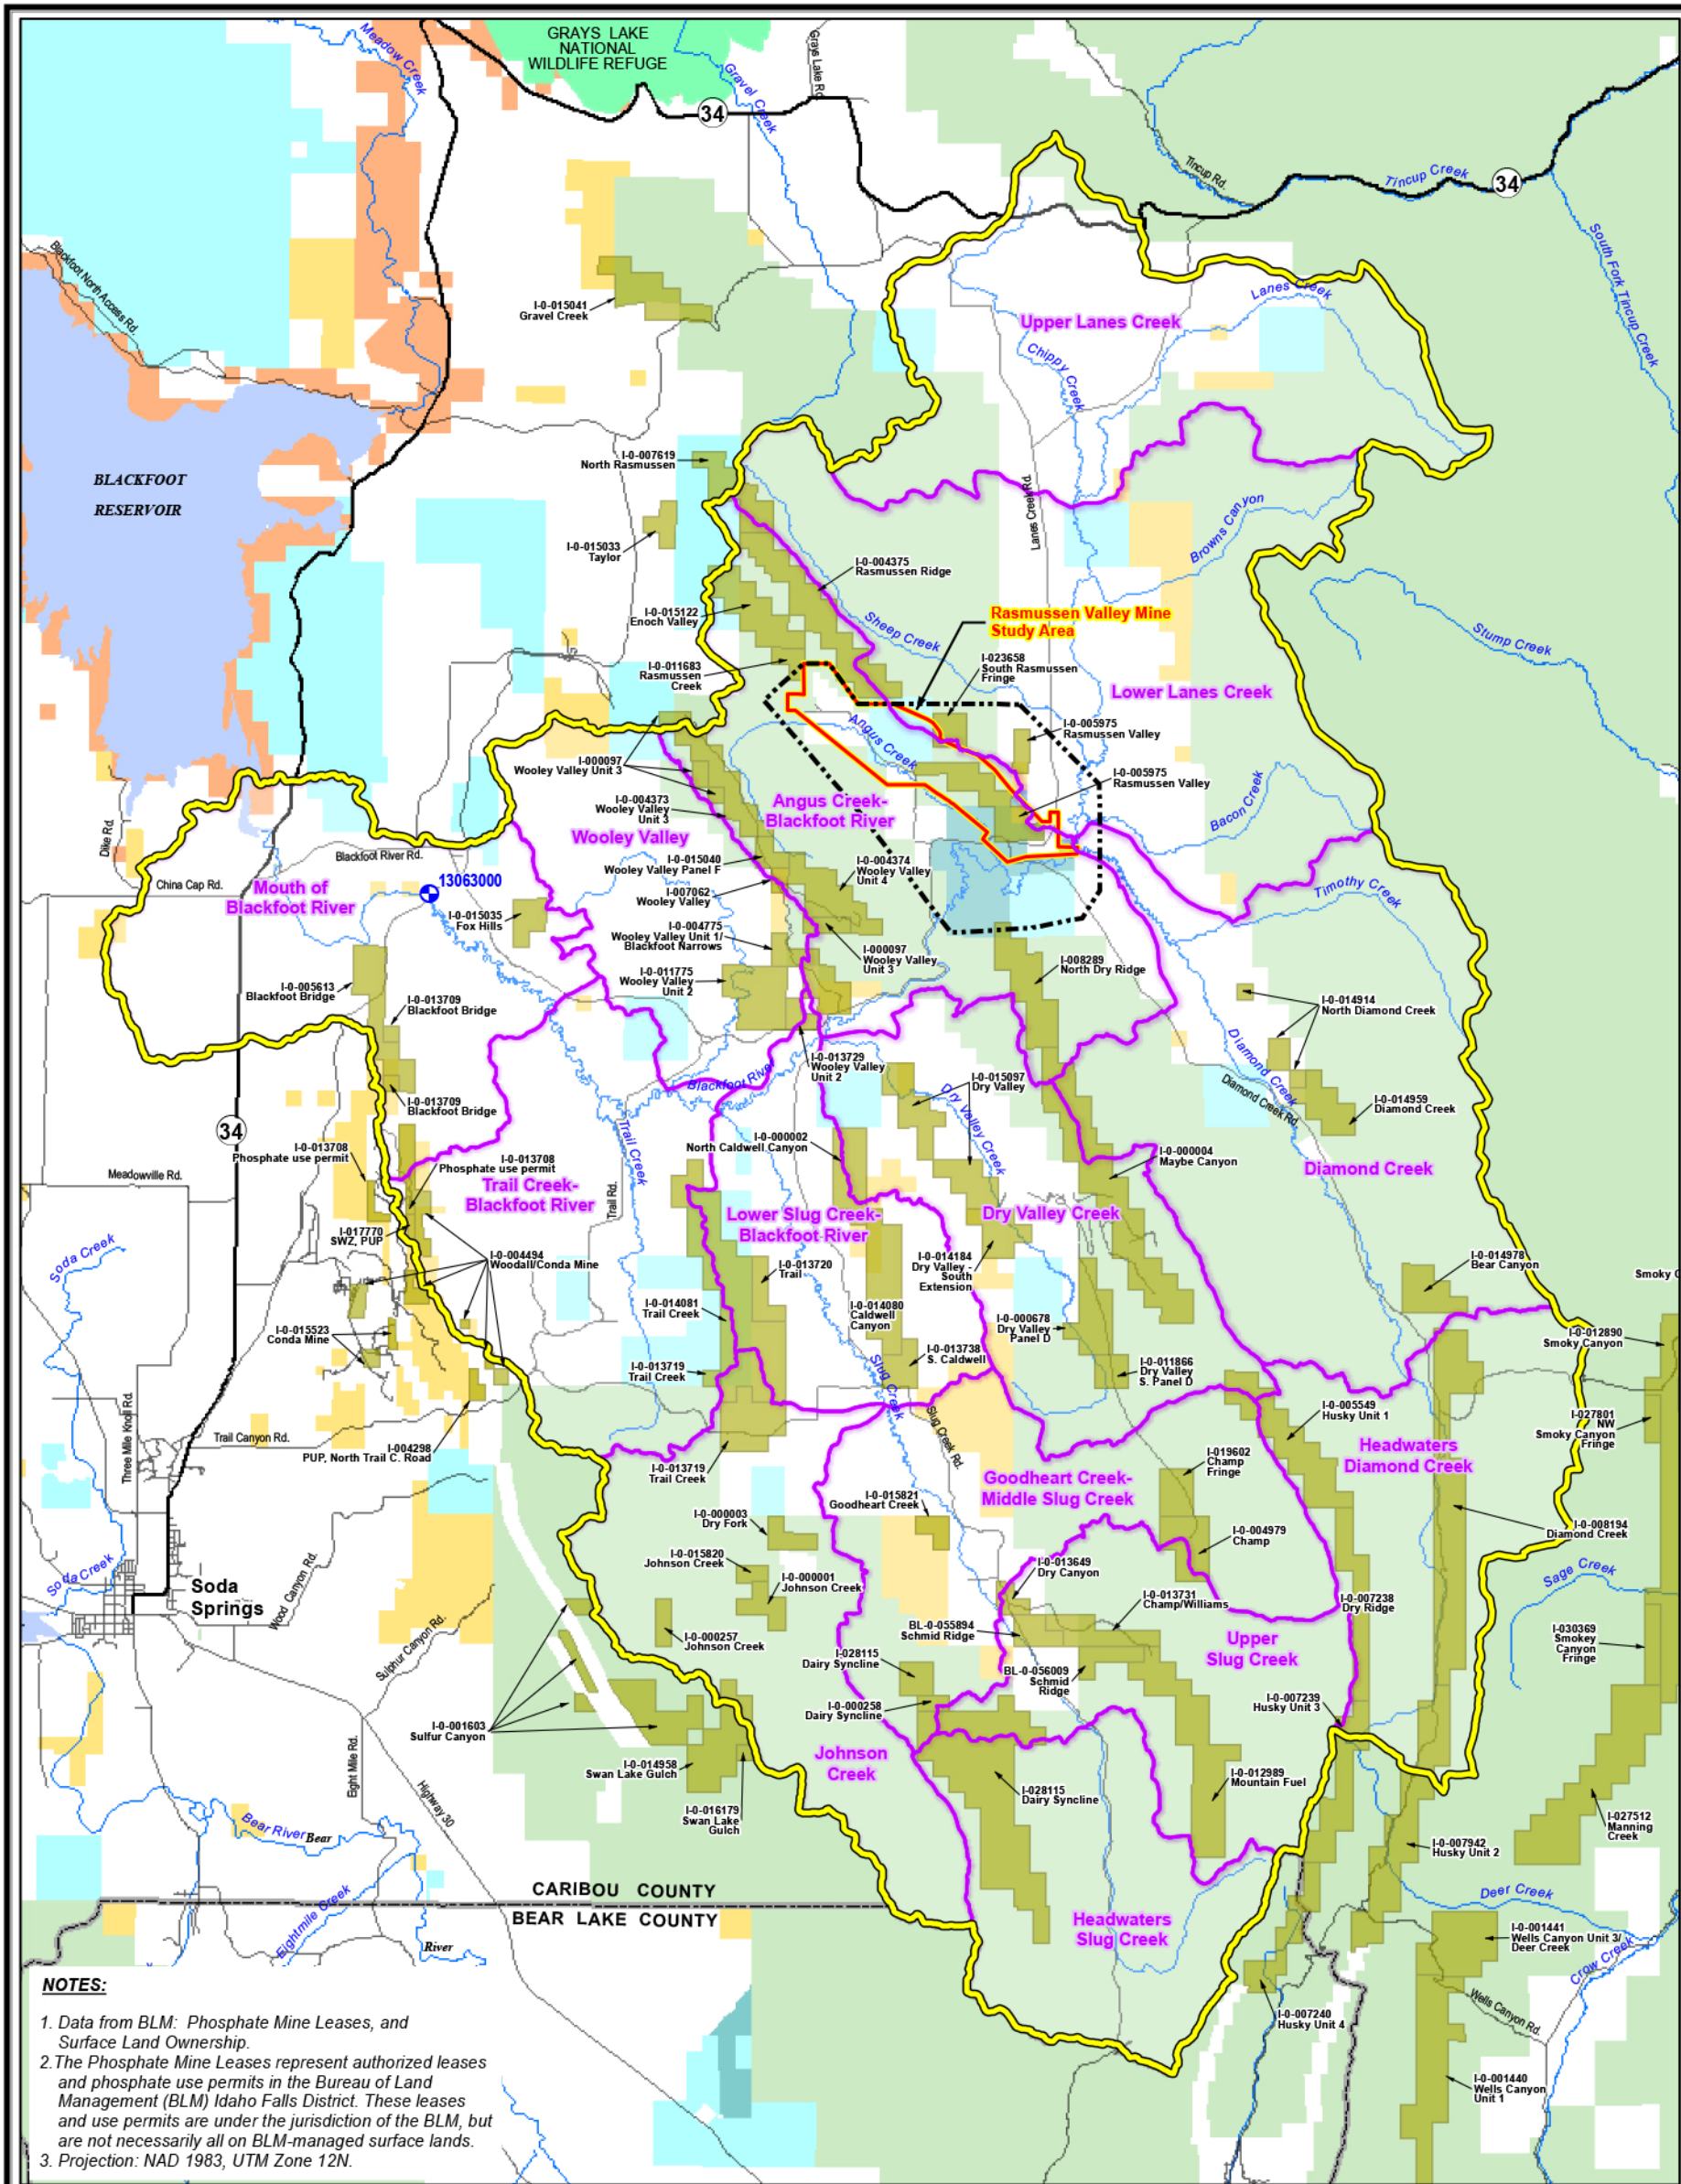 GRAYS LAKE
NATIONAL
WILDLIFE REFUGE
Meadow Creek
Gravel Creek
Grays Lake Rd.
34
Tincup Rd.
Tincup Creek
34
South Fork Tincup Creek
Blackfoot North Access Rd.
I-0-015041
Gravel Creek
Upper Lanes Creek
Lanes Creek
Chippy Creek
BLACKFOOT
RESERVOIR
I-0-007619
North Rasmussen
Lanes Creek Rd.
Browns Canyon
I-0-015033
Taylor
I-0-004375
Rasmussen Ridge
I-0-015122
Enoch Valley
Sheep Creek
Rasmussen Valley Mine
Study Area
Stump Creek
I-0-011683
Rasmussen
Creek
I-023658
South Rasmussen
Fringe
Lower Lanes Creek
Angus Creek
I-0-005975
Rasmussen Valley
I-000097
Wooley Valley Unit 3
I-0-005975
Rasmussen Valley
I-0-004373
Wooley Valley
Unit 3
Angus Creek-
Blackfoot River
Bacon Creek
Dike Rd.
Wooley Valley
Blackfoot River Rd.
I-0-015040
Wooley Valley Panel F
I-0-004374
Wooley Valley
Unit 4
China Cap Rd.
Mouth of
Blackfoot River
13063000
I-007062
Wooley Valley
Timothy Creek
I-0-015035
Fox Hills
I-0-004775
Wooley Valley Unit 1/
Blackfoot Narrows
I-000097
Wooley Valley
Unit 3
I-008289
North Dry Ridge
I-0-011775
Wooley Valley
Unit 2
I-0-005613
Blackfoot Bridge
I-0-013709
Blackfoot Bridge
I-0-014914
North Diamond Creek
Diamond Creek
I-0-013729
Wooley Valley
Unit 2
Blackfoot River
I-0-015097
Dry Valley
Dry Valley Creek
Diamond Creek Rd.
I-0-014959
Diamond Creek
I-0-013709
Blackfoot Bridge
34
Trail Creek
I-0-013708
Phosphate use permit
I-0-000002
North Caldwell Canyon
I-0-000004
Maybe Canyon
Meadowville Rd.
I-0-013708
Phosphate use permit
Trail Creek-
Blackfoot River
Trail Rd.
Diamond Creek
Lower Slug Creek-
Blackfoot River
Dry Valley Creek
I-017770
SWZ, PUP
Soda Creek
I-0-004494
Woodall/Conda Mine
I-0-013720
Trail
I-0-014184
Dry Valley -
South
Extension
I-0-014978
Bear Canyon
Smoky C
I-0-014081
Trail Creek
I-0-014080
Caldwell
Canyon
I-0-000678
Dry Valley
Panel D
I-0-015523
Conda Mine
I-0-012890
Smoky Canyon
I-0-013738
S. Caldwell
I-0-013719
Trail Creek
I-0-011866
Dry Valley
S. Panel D
Slug Creek
Three Mile Knoll Rd.
I-0-005549
Husky Unit 1
I-027801
NW
Smoky Canyon
Fringe
Trail Canyon Rd.
I-004298
PUP, North Trail C. Road
Slug Creek Rd.
I-0-013719
Trail Creek
I-019602
Champ
Fringe
Headwaters
Diamond Creek
Goodheart Creek-
Middle Slug Creek
I-0-015821
Goodheart Creek
I-0-000003
Dry Fork
I-0-008194
Diamond Creek
I-0-004979
Champ
I-0-015820
Johnson Creek
I-0-013649
Dry Canyon
Sage Creek
Soda Creek
Soda
Springs
Wood Canyon Rd.
I-0-000001
Johnson Creek
I-0-013731
Champ/Williams
I-0-007238
Dry Ridge
I-0-000257
Johnson Creek
BL-0-055894
Schmid Ridge
Upper
Slug Creek
I-030369
Smokey
Canyon
Fringe
Sulphur Canyon Rd.
I-028115
Dairy Syncline
BL-0-056009
Schmid
Ridge
I-0-000258
Dairy Syncline
I-0-007239
Husky Unit 3
I-0-001603
Sulfur Canyon
Eight Mile Rd.
Johnson
Creek
I-0-014958
Swan Lake Gulch
I-028115
Dairy Syncline
I-0-012989
Mountain Fuel
Highway 30
I-0-016179
Swan Lake
Gulch
I-027512
Manning
Creek
Bear River
Bear
I-0-007942
Husky Unit 2
CARIBOU COUNTY
BEAR LAKE COUNTY
Deer Creek
Eightmile Creek
River
Headwaters
Slug Creek
I-0-001441
Wells Canyon Unit 3/
Deer Creek
Crow Creek
Wells Canyon Rd.
I-0-007240
Husky Unit 4
I-0-001440
Wells Canyon
Unit 1
NOTES:
1. Data from BLM: Phosphate Mine Leases, and
Surface Land Ownership.
2.The Phosphate Mine Leases represent authorized leases
and phosphate use permits in the Bureau of Land
Management (BLM) Idaho Falls District. These leases
and use permits are under the jurisdiction of the BLM, but
are not necessarily all on BLM-managed surface lands.
3. Projection: NAD 1983, UTM Zone 12N.